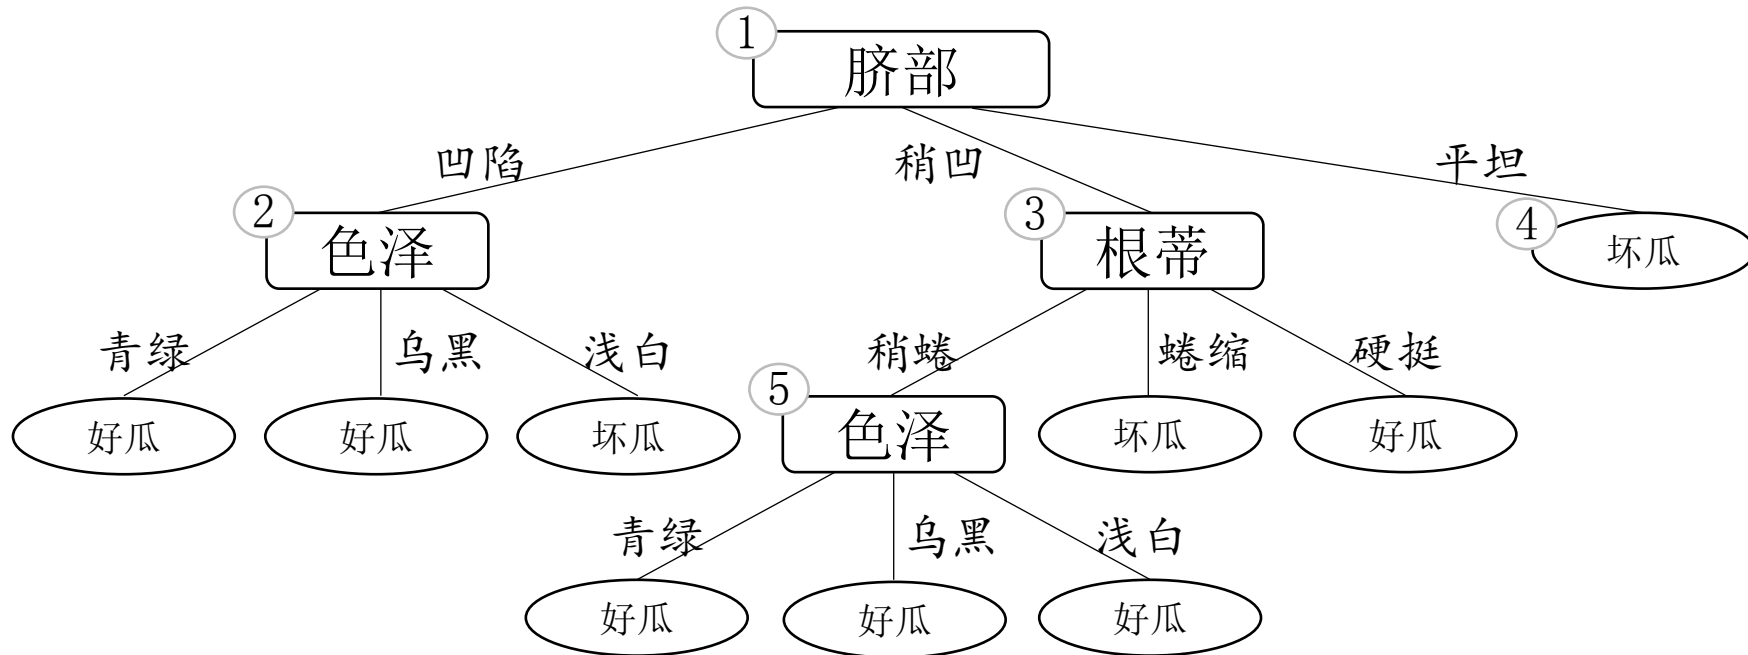 1
脐部
凹陷 稍凹 平坦
2 3 4
色泽 根蒂 坏瓜
青绿 乌黑 浅白 稍蜷 蜷缩 硬挺
5
好瓜 好瓜 坏瓜 色泽 坏瓜 好瓜
青绿 乌黑 浅白
好瓜 好瓜 好瓜